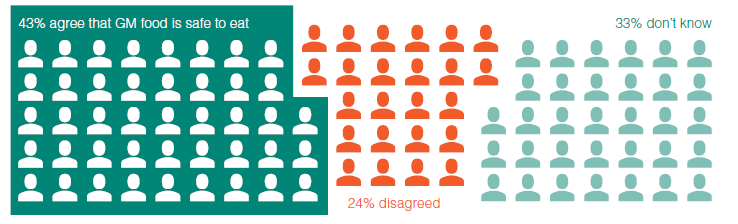 43% agree that GM food is safe to eat
33% don't know
24% disagreed